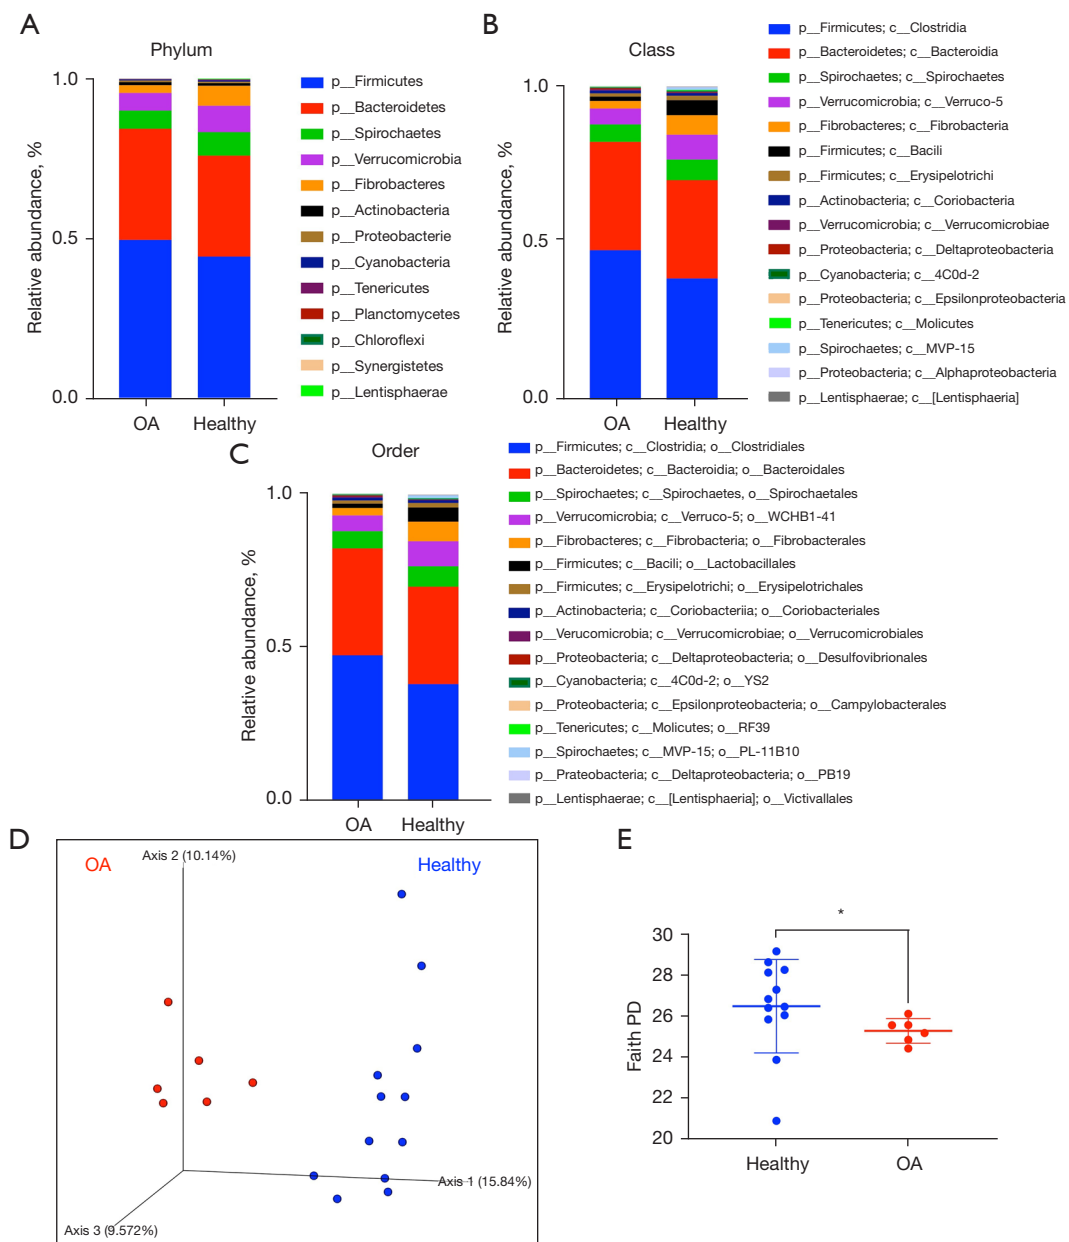 A
Phylum
1.0
0.5
0.0
Relative abundance, %
OA
Healthy
p__Firmicutes
p__Bacteroidetes
p__Spirochaetes
p__Verrucomicrobia
p__Fibrobacteres
p__Actinobacteria
p__Proteobacterie
p__Cyanobacteria
p__Tenericutes
p__Planctomycetes
p__Chloroflexi
p__Synergistetes
p__Lentisphaerae
B
Class
1.0
0.5
0.0
Relative abundance, %
OA
Healthy
p__Firmicutes; c__Clostridia
p__Bacteroidetes; c__Bacteroidia
p__Spirochaetes; c__Spirochaetes
p__Verrucomicrobia; c__Verruco-5
p__Fibrobacteres; c__Fibrobacteria
p__Firmicutes; c__Bacili
p__Firmicutes; c__Erysipelotrichi
p__Actinobacteria; c__Coriobacteria
p__Verrucomicrobia; c__Verrucomicrobiae
p__Proteobacteria; c__Deltaproteobacteria
p__Cyanobacteria; c__4C0d-2
p__Proteobacteria; c__Epsilonproteobacteria
p__Tenericutes; c__Molicutes
p__Spirochaetes; c__MVP-15
p__Proteobacteria; c__Alphaproteobacteria
p__Lentisphaerae; c__[Lentisphaeria]
C
Order
1.0
0.5
0.0
Relative abundance, %
OA
Healthy
p__Firmicutes; c__Clostridia; o__Clostridiales
p__Bacteroidetes; c__Bacteroidia; o__Bacteroidales
p__Spirochaetes; c__Spirochaetes, o__Spirochaetales
p__Verrucomicrobia; c__Verruco-5; o__WCHB1-41
p__Fibrobacteres; c__Fibrobacteria; o__Fibrobacterales
p__Firmicutes; c__Bacili; o__Lactobacillales
p__Firmicutes; c__Erysipelotrichi; o__Erysipelotrichales
p__Actinobacteria; c__Coriobacteriia; o__Coriobacteriales
p__Verucomicrobia; c__Verrucomicrobiae; o__Verrucomicrobiales
p__Proteobacteria; c__Deltaproteobacteria; o__Desulfovibrionales
p__Cyanobacteria; c__4C0d-2; o__YS2
p__Proteobacteria; c__Epsilonproteobacteria; o__Campylobacterales
p__Tenericutes; c__Molicutes; o__RF39
p__Spirochaetes; c__MVP-15; o__PL-11B10
p__Prateobacteria; c__Deltaproteobacteria; o__PB19
p__Lentisphaerae; c__[Lentisphaeria]; o__Victivallales
D
OA
Healthy
Axis 2 (10.14%)
Axis 1 (15.84%)
Axis 3 (9.572%)
E
*
30
28
26
24
22
20
Faith PD
Healthy
OA